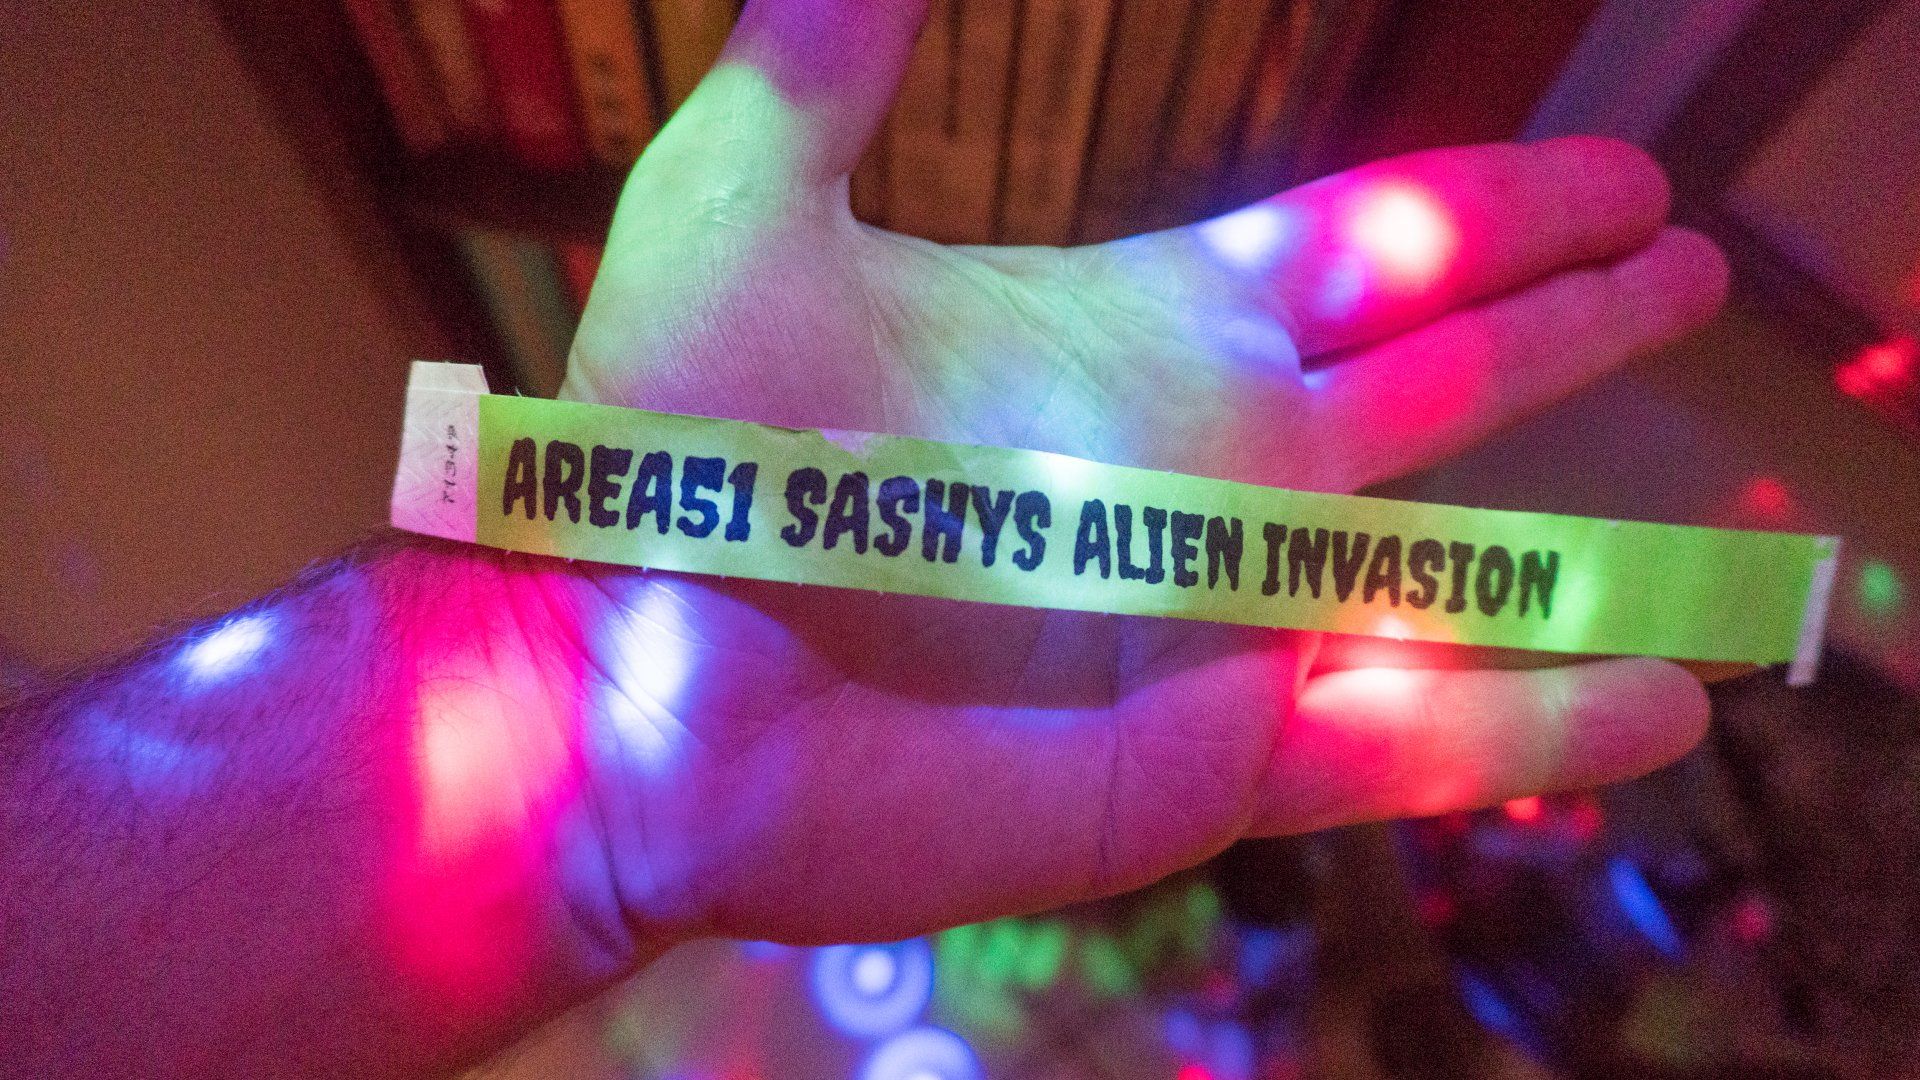 AREA51 SASHYS ALIEN INVASION